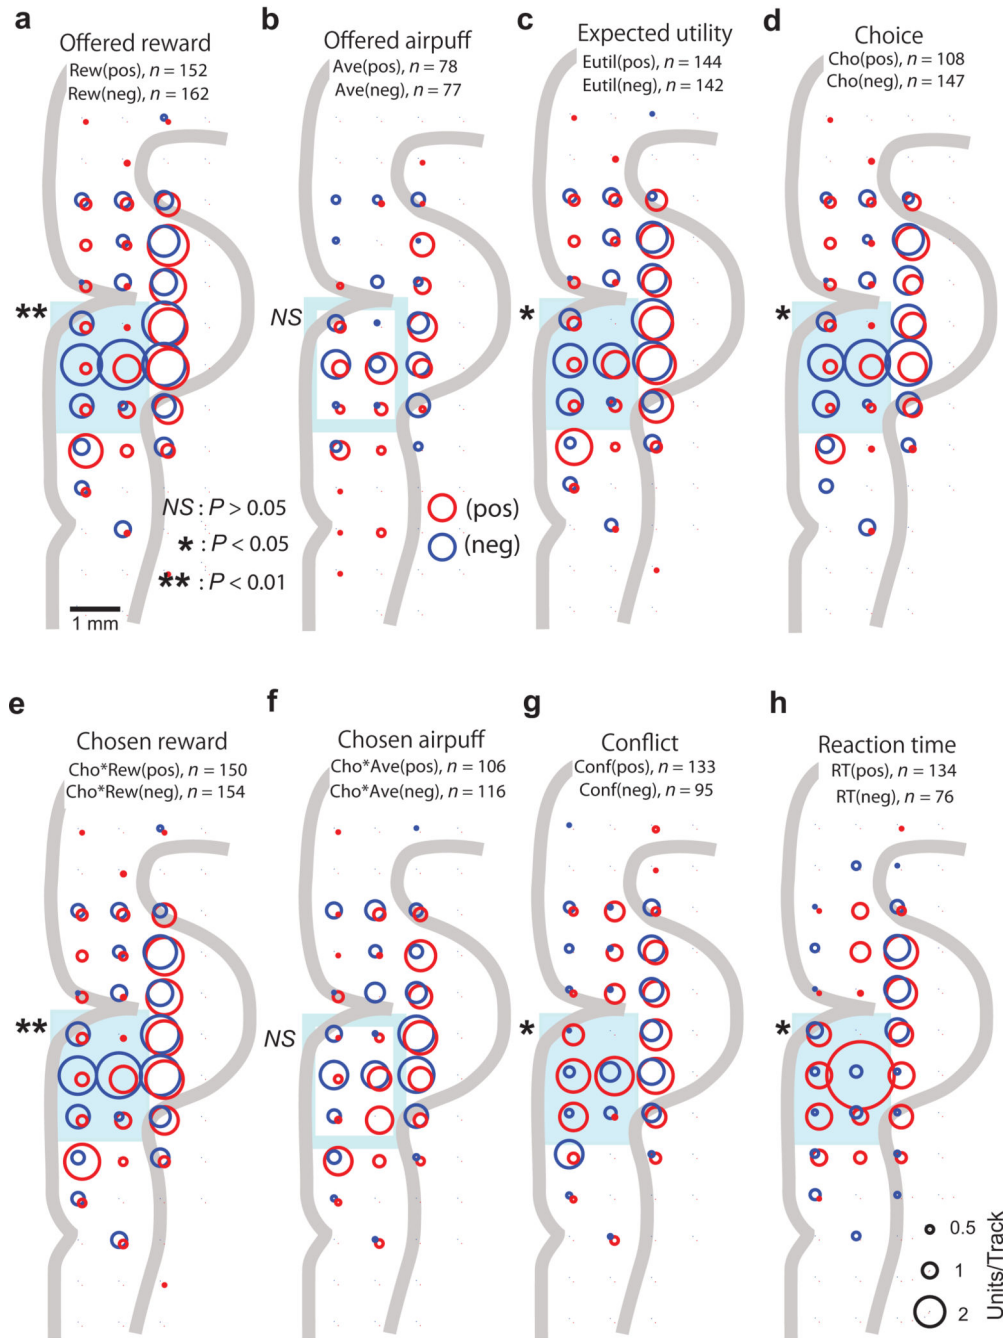 a
Offered reward
Rew(pos), n = 152
Rew(neg), n = 162
**
b
Offered airpuff
Ave(pos), n = 78
Ave(neg), n = 77
NS
c
Expected utility
Eutil(pos), n = 144
Eutil(neg), n = 142
*
d
Choice
Cho(pos), n = 108
Cho(neg), n = 147
*
NS : P > 0.05
* : P < 0.05
** : P < 0.01
1 mm
(pos)
(neg)
e
Chosen reward
Cho*Rew(pos), n = 150
Cho*Rew(neg), n = 154
**
f
Chosen airpuff
Cho*Ave(pos), n = 106
Cho*Ave(neg), n = 116
NS
g
Conflict
Conf(pos), n = 133
Conf(neg), n = 95
*
h
Reaction time
RT(pos), n = 134
RT(neg), n = 76
*
0.5
1
2
Units/Track